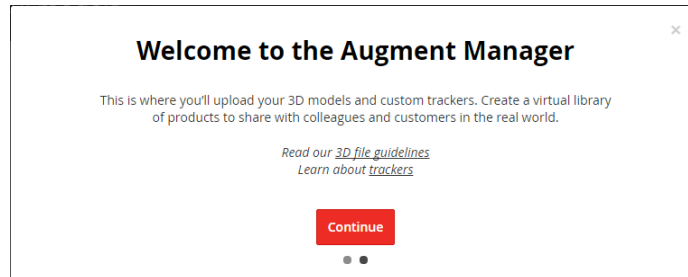 Welcome to the Augment Manager
This is where you'll upload your 3D models and custom trackers. Create a virtual library
of products to share with colleagues and customers in the real world.
Read our 3D file guidelines
Learn about trackers
Continue